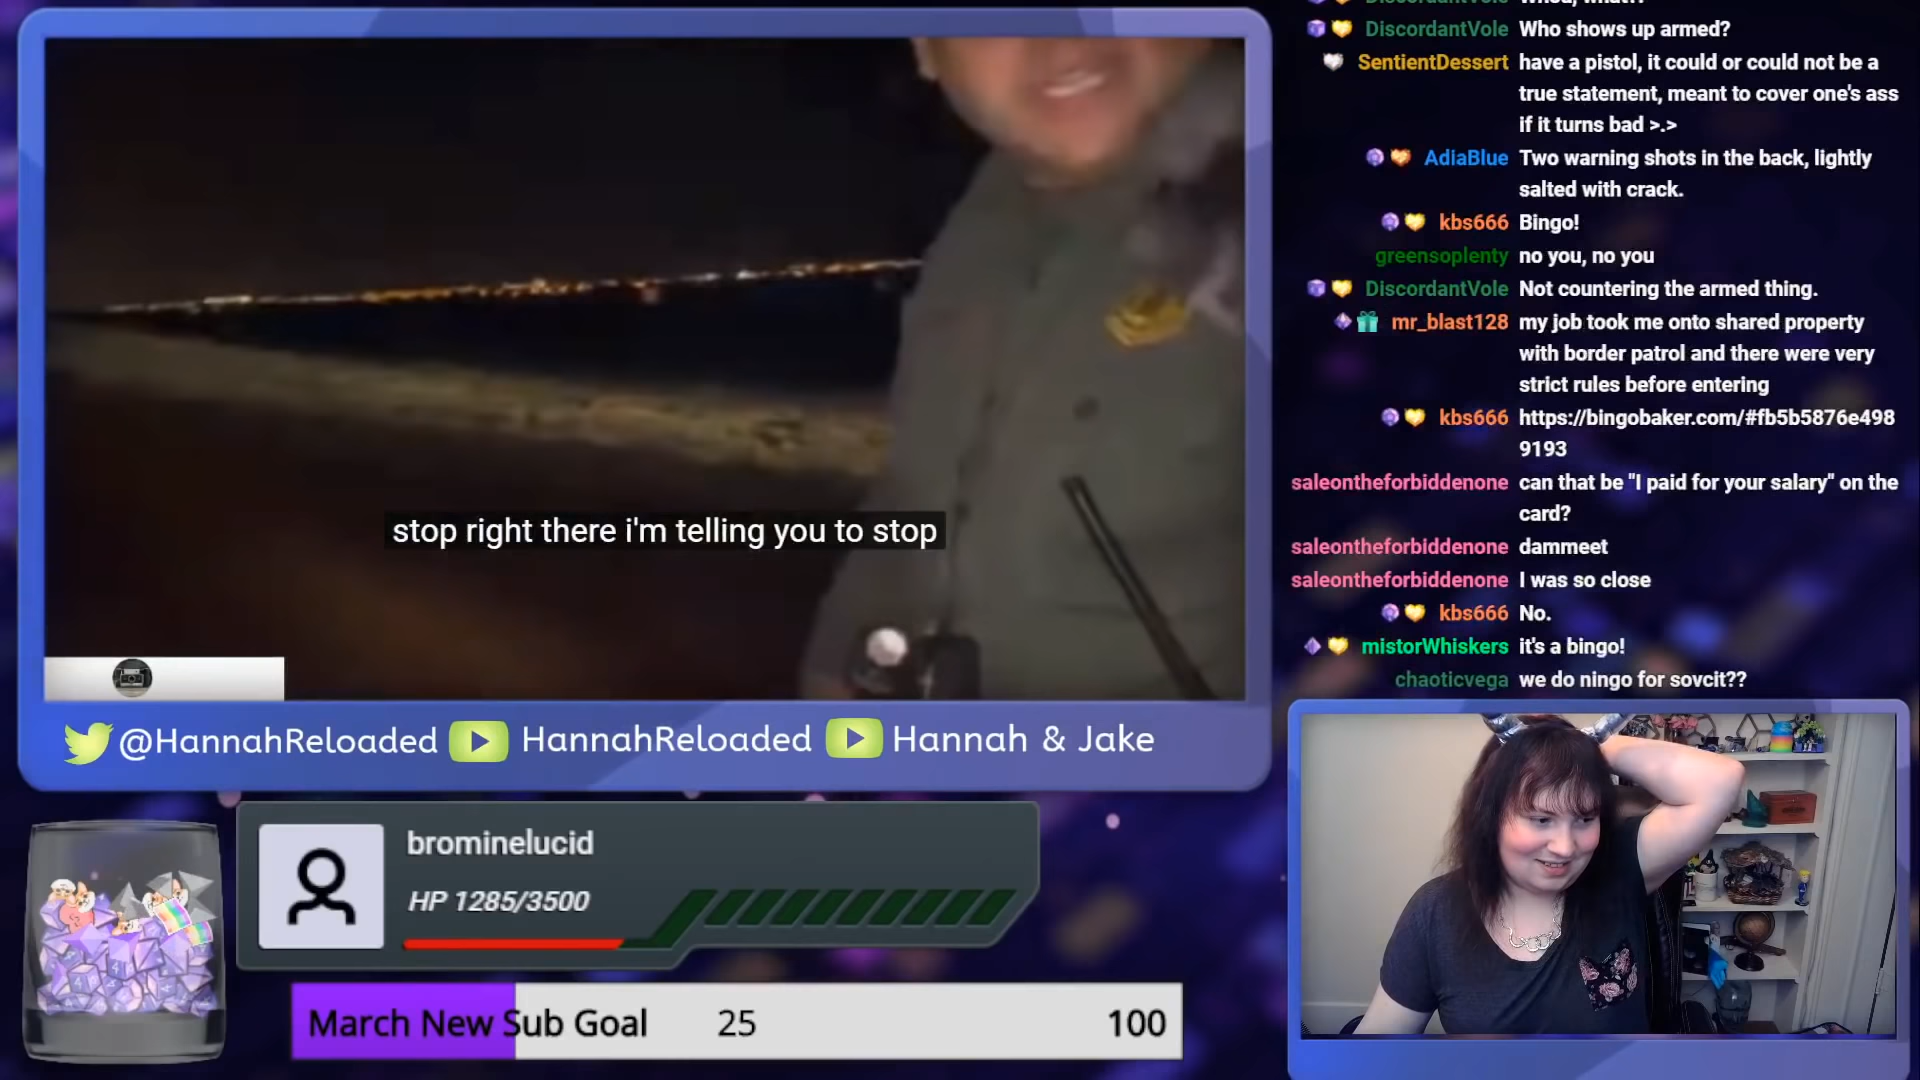 stop right there i'm telling you to stop
@HannahReloaded HannahReloaded Hannah & Jake
brominelucid
HP 1285/3500
March New Sub Goal 25 100
DiscordantVole Who shows up armed?
SentientDessert have a pistol, it could or could not be a
true statement, meant to cover one's ass
if it turns bad >.>
AdiaBlue Two warning shots in the back, lightly
salted with crack.
kbs666 Bingo!
greensoplenty no you, no you
DiscordantVole Not countering the armed thing.
mr_blast128 my job took me onto shared property
with border patrol and there were very
strict rules before entering
kbs666 https://bingobaker.com/#fb5b5876e498
9193
saleontheforbiddenone can that be "I paid for your salary" on the
card?
saleontheforbiddenone dammeet
saleontheforbiddenone I was so close
kbs666 No.
mistorWhiskers it's a bingo!
chaoticvega we do ningo for sovcit??